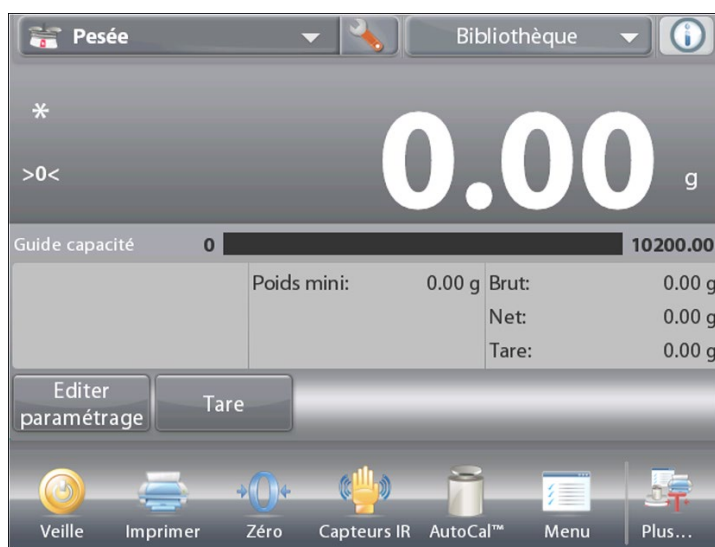 Pesée
Bibliothèque
*
>0<
0.00 g
Guide capacité 0 10200.00
Poids mini: 0.00 g Brut: 0.00 g
Net: 0.00 g
Tare: 0.00 g
Editer
paramétrage
Tare
0
Veille Imprimer Zéro Capteurs IR AutoCal™ Menu Plus...